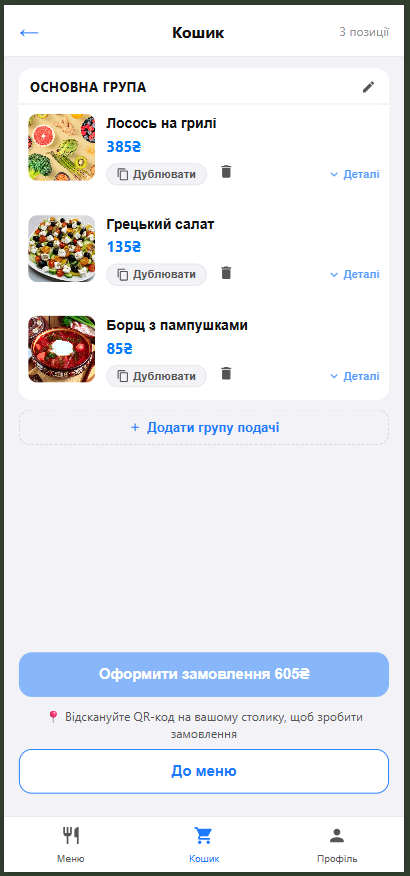 Кошик
3 позиції
ОСНОВНА ГРУПА
Лосось на грилі
385₴
Дублювати
Деталі
Грецький салат
135₴
Дублювати
Деталі
Борщ з пампушками
85₴
Дублювати
Деталі
+ Додати групу подачі
Оформити замовлення 605₴
Відскануйте QR-код на вашому столику, щоб зробити
замовлення
До меню
Меню
Кошик
Профіль